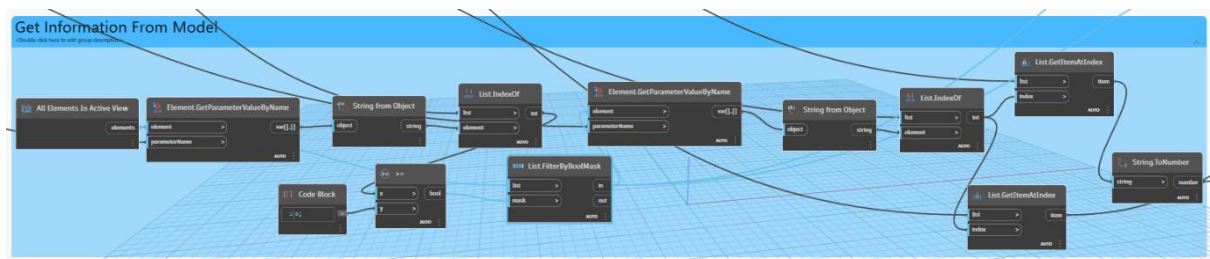 Get Information From Model
<Double click here to edit group description>
All Elements In Active View
elements
Element.GetParameterValueByName
element >
var[]..[]
parameterName >
AUTO
String from Object
object
string
AUTO
List.IndexOf
list >
int
element >
AUTO
Element.GetParameterValueByName
element >
var[]..[]
parameterName >
AUTO
String from Object
object
string
AUTO
List.IndexOf
list >
int
element >
AUTO
List.GetItemAtIndex
list >
item
index >
AUTO
String.ToNumber
string >
number
AUTO
Code Block
>
>=
x >
bool
y >
AUTO
List.FilterByBoolMask
list >
in
mask >
out
AUTO
List.GetItemAtIndex
list >
item
index >
AUTO